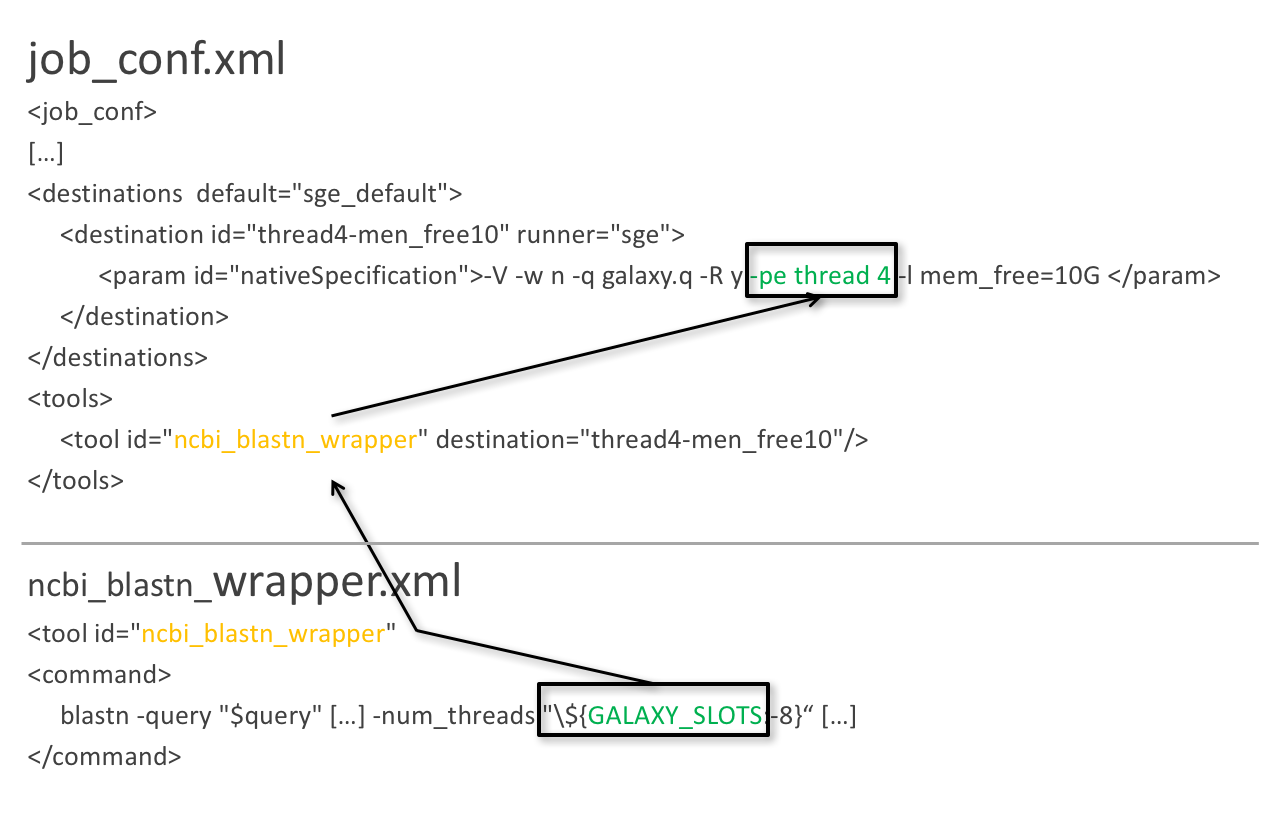 job_conf.xml
<job_conf>
[…]
<destinations  default="sge_default">
<destination id="thread4-men_free10" runner="sge">
<param id="nativeSpecification">-V -w n -q galaxy.q -R y -pe thread 4 -l mem_free=10G </param>
</destination>
</destinations>
<tools>
<tool id="ncbi_blastn_wrapper" destination="thread4-men_free10"/>
</tools>
ncbi_blastn_wrapper.xml
<tool id="ncbi_blastn_wrapper"
<command>
blastn -query "$query" […] -num_threads "\${GALAXY_SLOTS:-8}“ […]
</command>